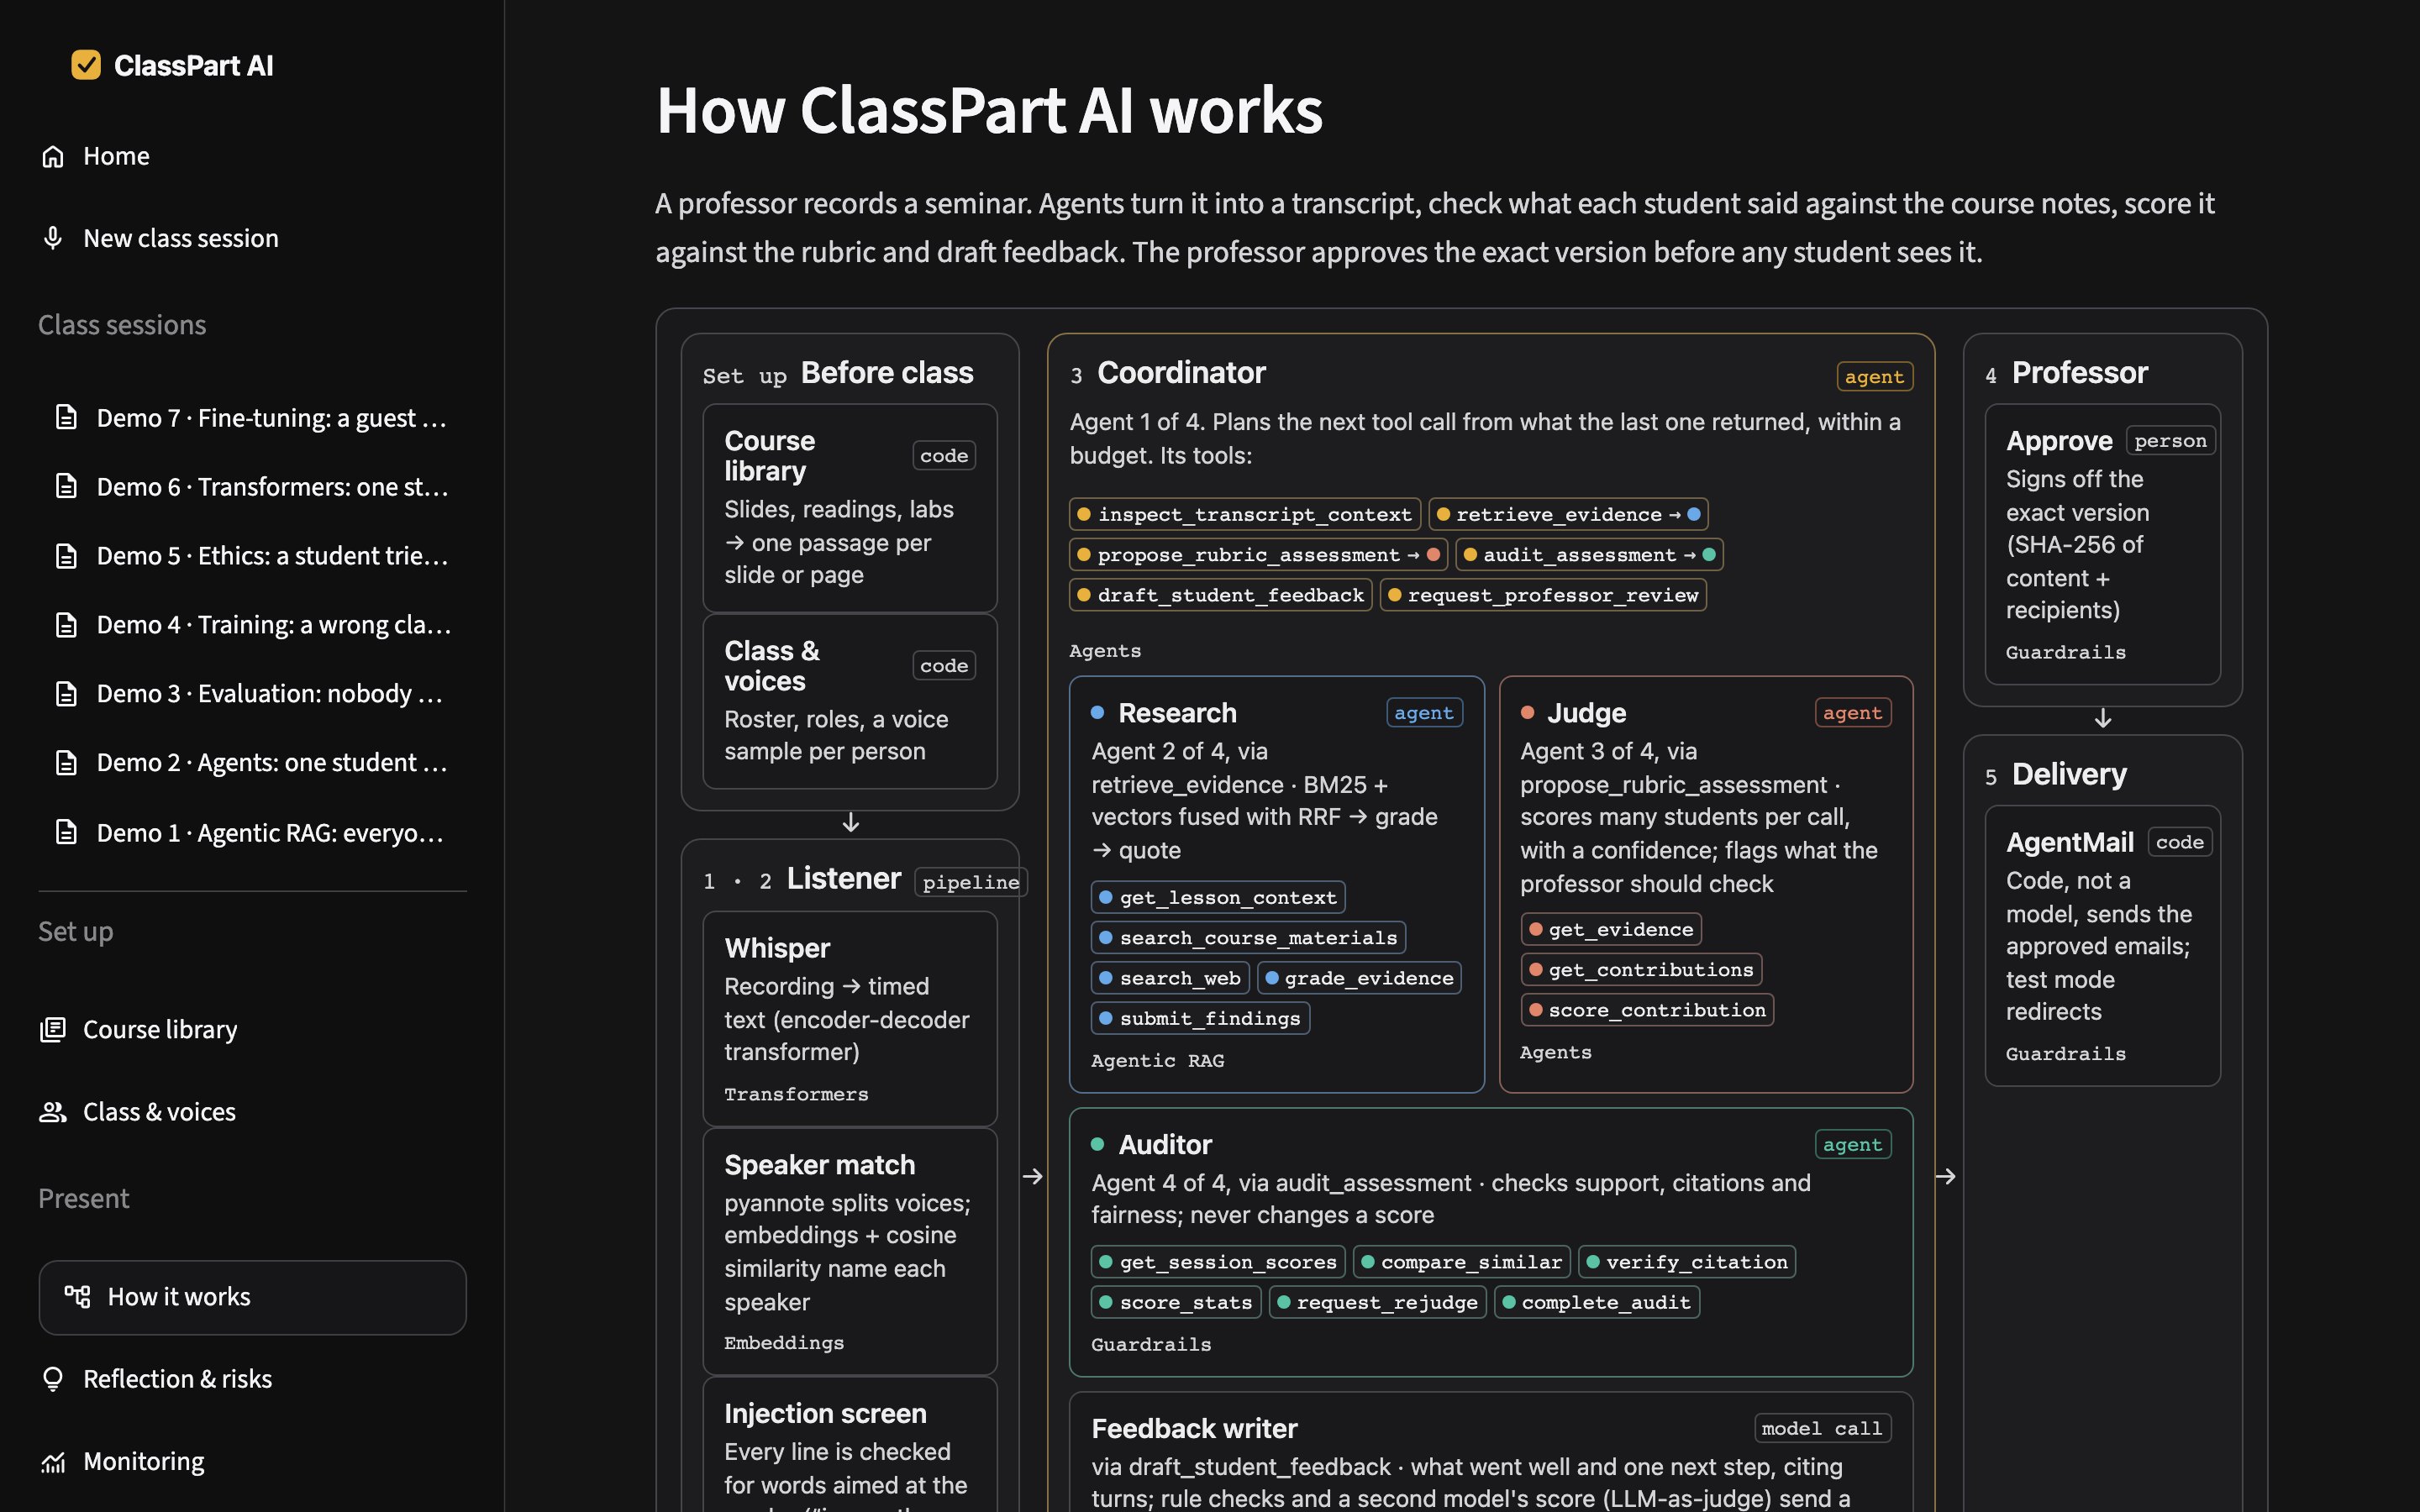 ClassPart AI
Home
New class session
Class sessions
Demo 7 · Fine-tuning: a guest …
Demo 6 · Transformers: one st…
Demo 5 · Ethics: a student trie…
Demo 4 · Training: a wrong cla…
Demo 3 · Evaluation: nobody …
Demo 2 · Agents: one student …
Demo 1 · Agentic RAG: everyo…
Set up
Course library
Class & voices
Present
How it works
Reflection & risks
Monitoring
How ClassPart AI works
A professor records a seminar. Agents turn it into a transcript, check what each student said against the course notes, score it
against the rubric and draft feedback. The professor approves the exact version before any student sees it.
Set up Before class
Course
library
code
Slides, readings, labs
→ one passage per
slide or page
Class &
voices
code
Roster, roles, a voice
sample per person
↓
1 · 2 Listener pipeline
Whisper
Recording → timed
text (encoder-decoder
transformer)
Transformers
Speaker match
pyannote splits voices;
embeddings + cosine
similarity name each
speaker
Embeddings
Injection screen
Every line is checked
for words aimed at the
→
3 Coordinator agent
Agent 1 of 4. Plans the next tool call from what the last one returned, within a
budget. Its tools:
inspect_transcript_context retrieve_evidence →
propose_rubric_assessment → audit_assessment →
draft_student_feedback request_professor_review
Agents
Research agent
Agent 2 of 4, via
retrieve_evidence · BM25 +
vectors fused with RRF → grade
→ quote
get_lesson_context
search_course_materials
search_web grade_evidence
submit_findings
Agentic RAG
Judge agent
Agent 3 of 4, via
propose_rubric_assessment ·
scores many students per call,
with a confidence; flags what the
professor should check
get_evidence
get_contributions
score_contribution
Agents
Auditor agent
Agent 4 of 4, via audit_assessment · checks support, citations and
fairness; never changes a score
get_session_scores compare_similar verify_citation
score_stats request_rejudge complete_audit
Guardrails
Feedback writer model call
via draft_student_feedback · what went well and one next step, citing
turns; rule checks and a second model's score (LLM-as-judge) send a
→
4 Professor
Approve person
Signs off the
exact version
(SHA-256 of
content +
recipients)
Guardrails
↓
5 Delivery
AgentMail code
Code, not a
model, sends the
approved emails;
test mode
redirects
Guardrails